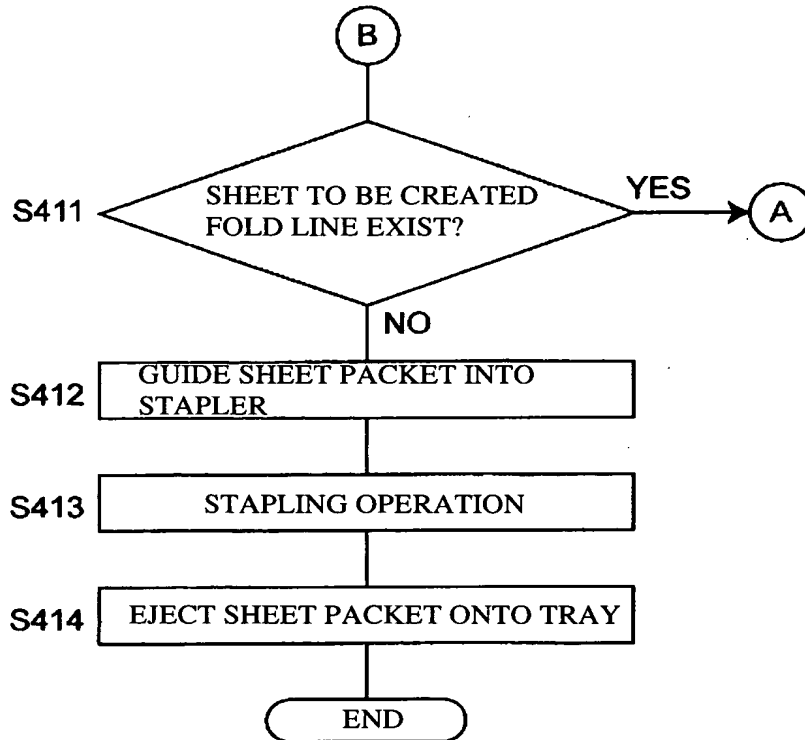 B
S411
SHEET TO BE CREATED
FOLD LINE EXIST?
YES
A
NO
S412
GUIDE SHEET PACKET INTO
STAPLER
S413
STAPLING OPERATION
S414
EJECT SHEET PACKET ONTO TRAY
END